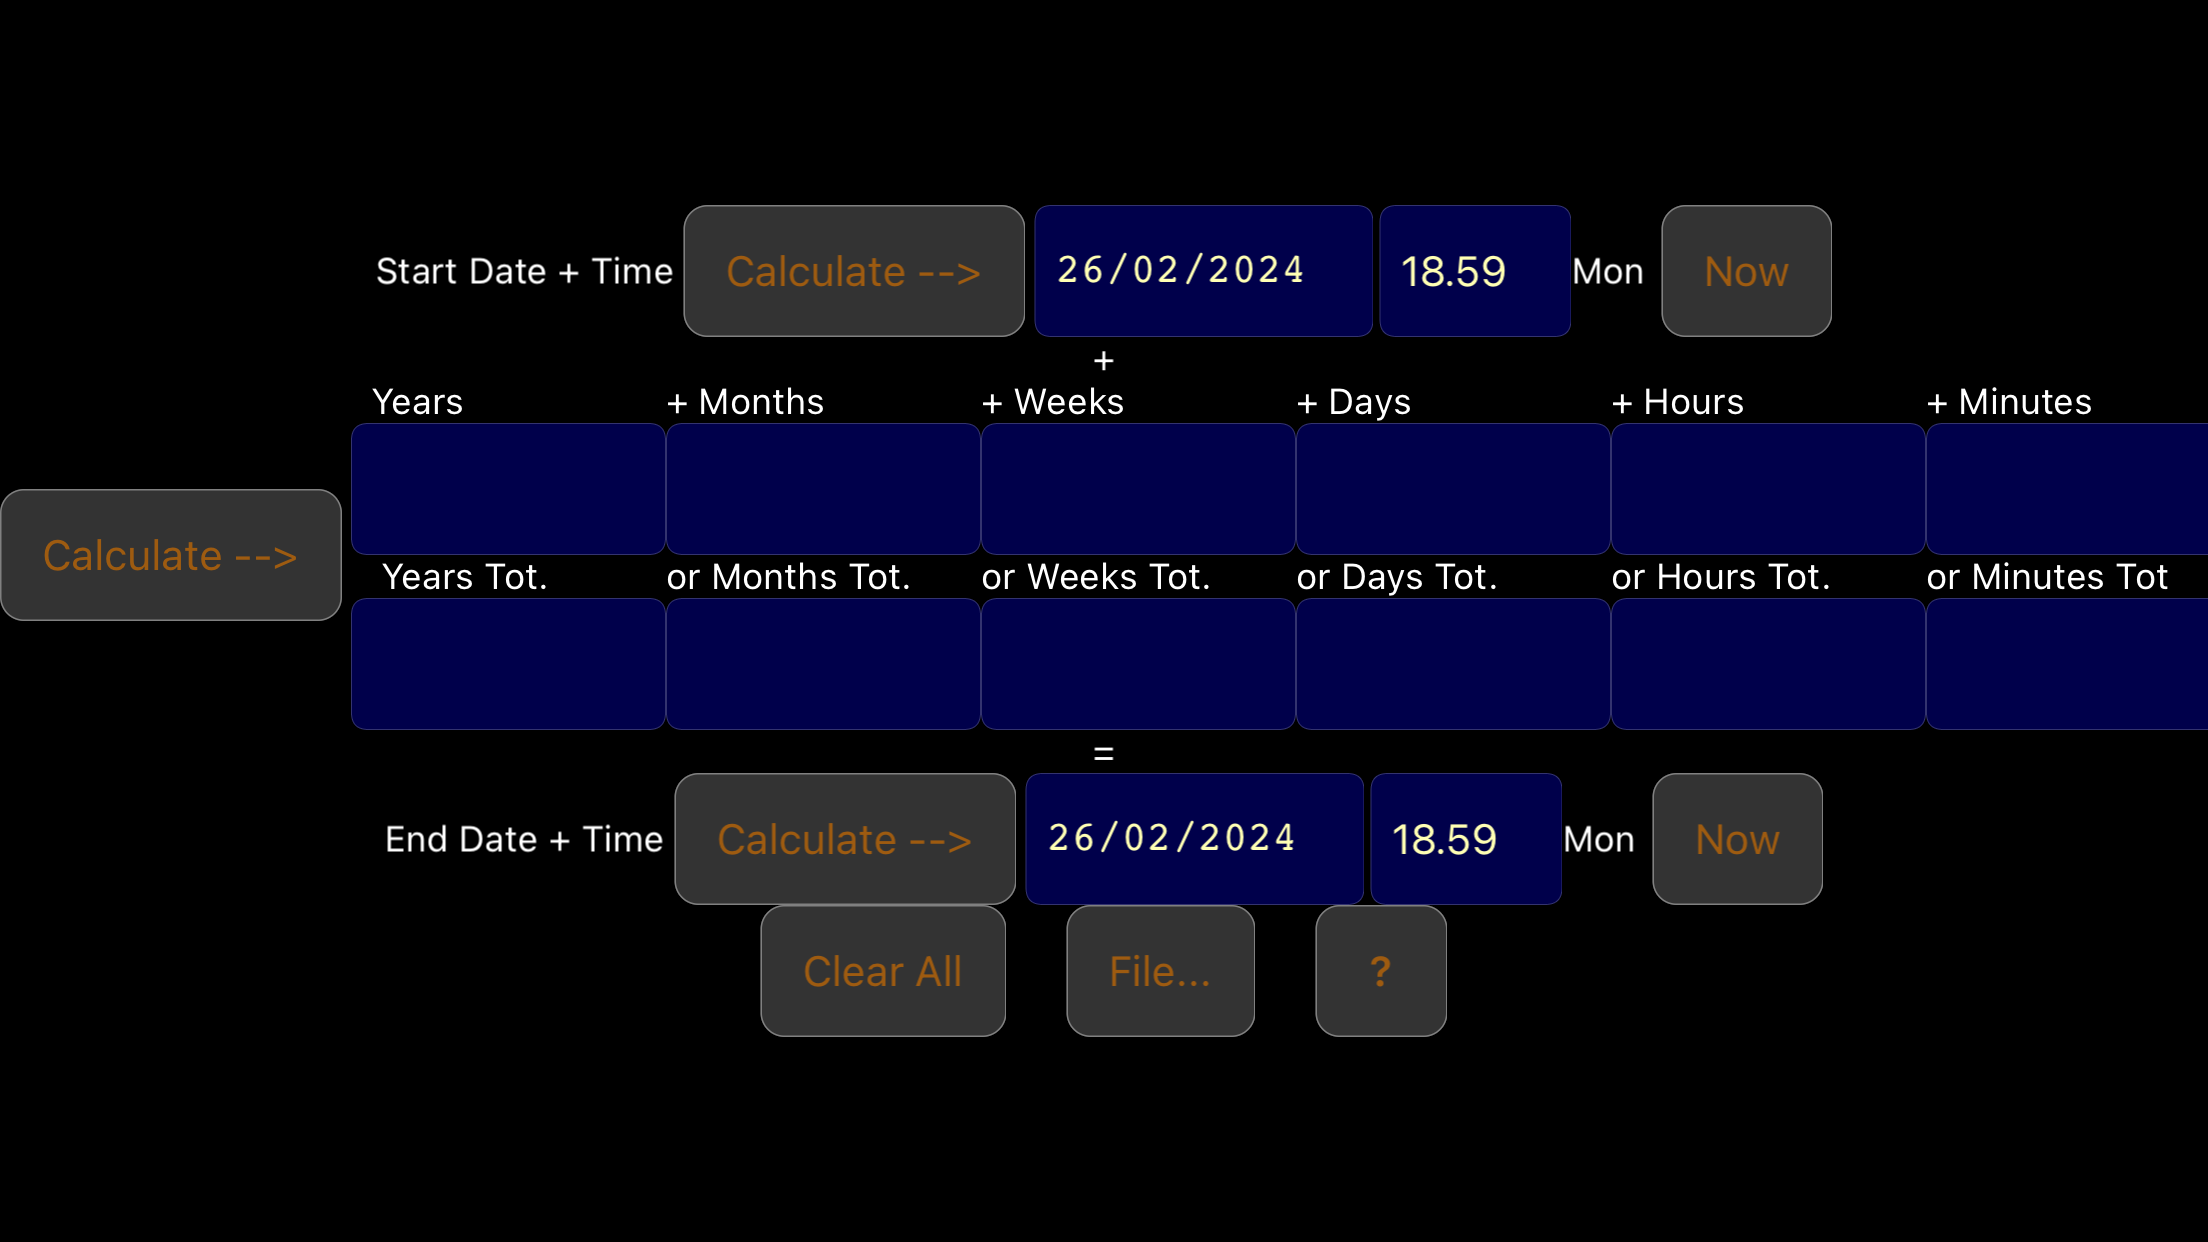 Start Date + Time Calculate --> 26/02/2024 18.59 Mon Now
+
Years + Months + Weeks + Days + Hours + Minutes
Calculate -->
Years Tot. or Months Tot. or Weeks Tot. or Days Tot. or Hours Tot. or Minutes Tot
=
End Date + Time Calculate --> 26/02/2024 18.59 Mon Now
Clear All File... ?